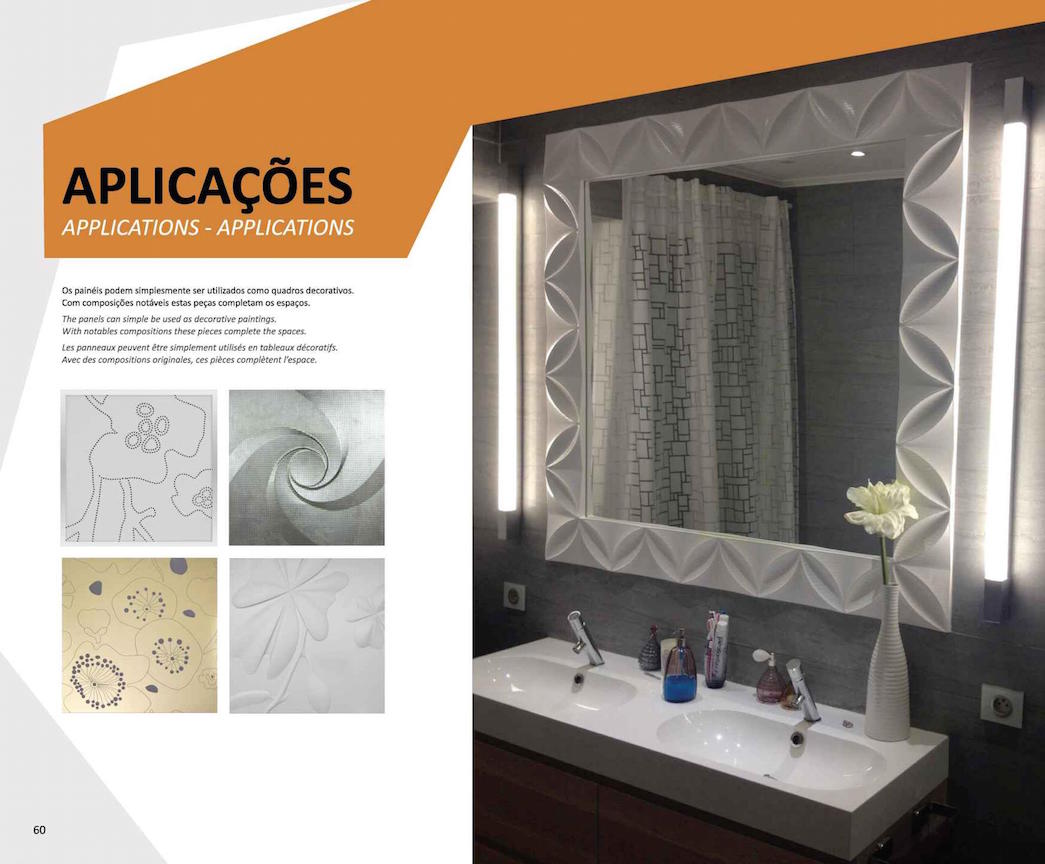 APLICAÇÕES
APPLICATIONS - APPLICATIONS
Os painéis podem simplesmente ser utilizados como quadros decorativos.
Com composições notáveis estas peças completam os espaços.
The panels can simple be used as decorative paintings.
With notables compositions these pieces complete the spaces.
Les panneaux peuvent être simplement utilisés en tableaux décoratifs.
Avec des compositions originales, ces pièces complètent l'espace.
60